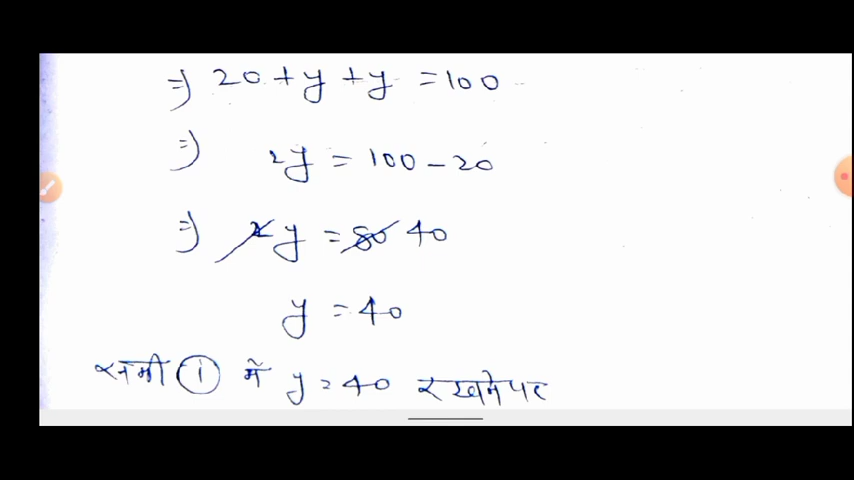 ⇒ 20 + y + y = 100
⇒ 2y = 100 - 20
⇒ 2y = 80 40
y = 40
समी ① में y = 40 रखने पर